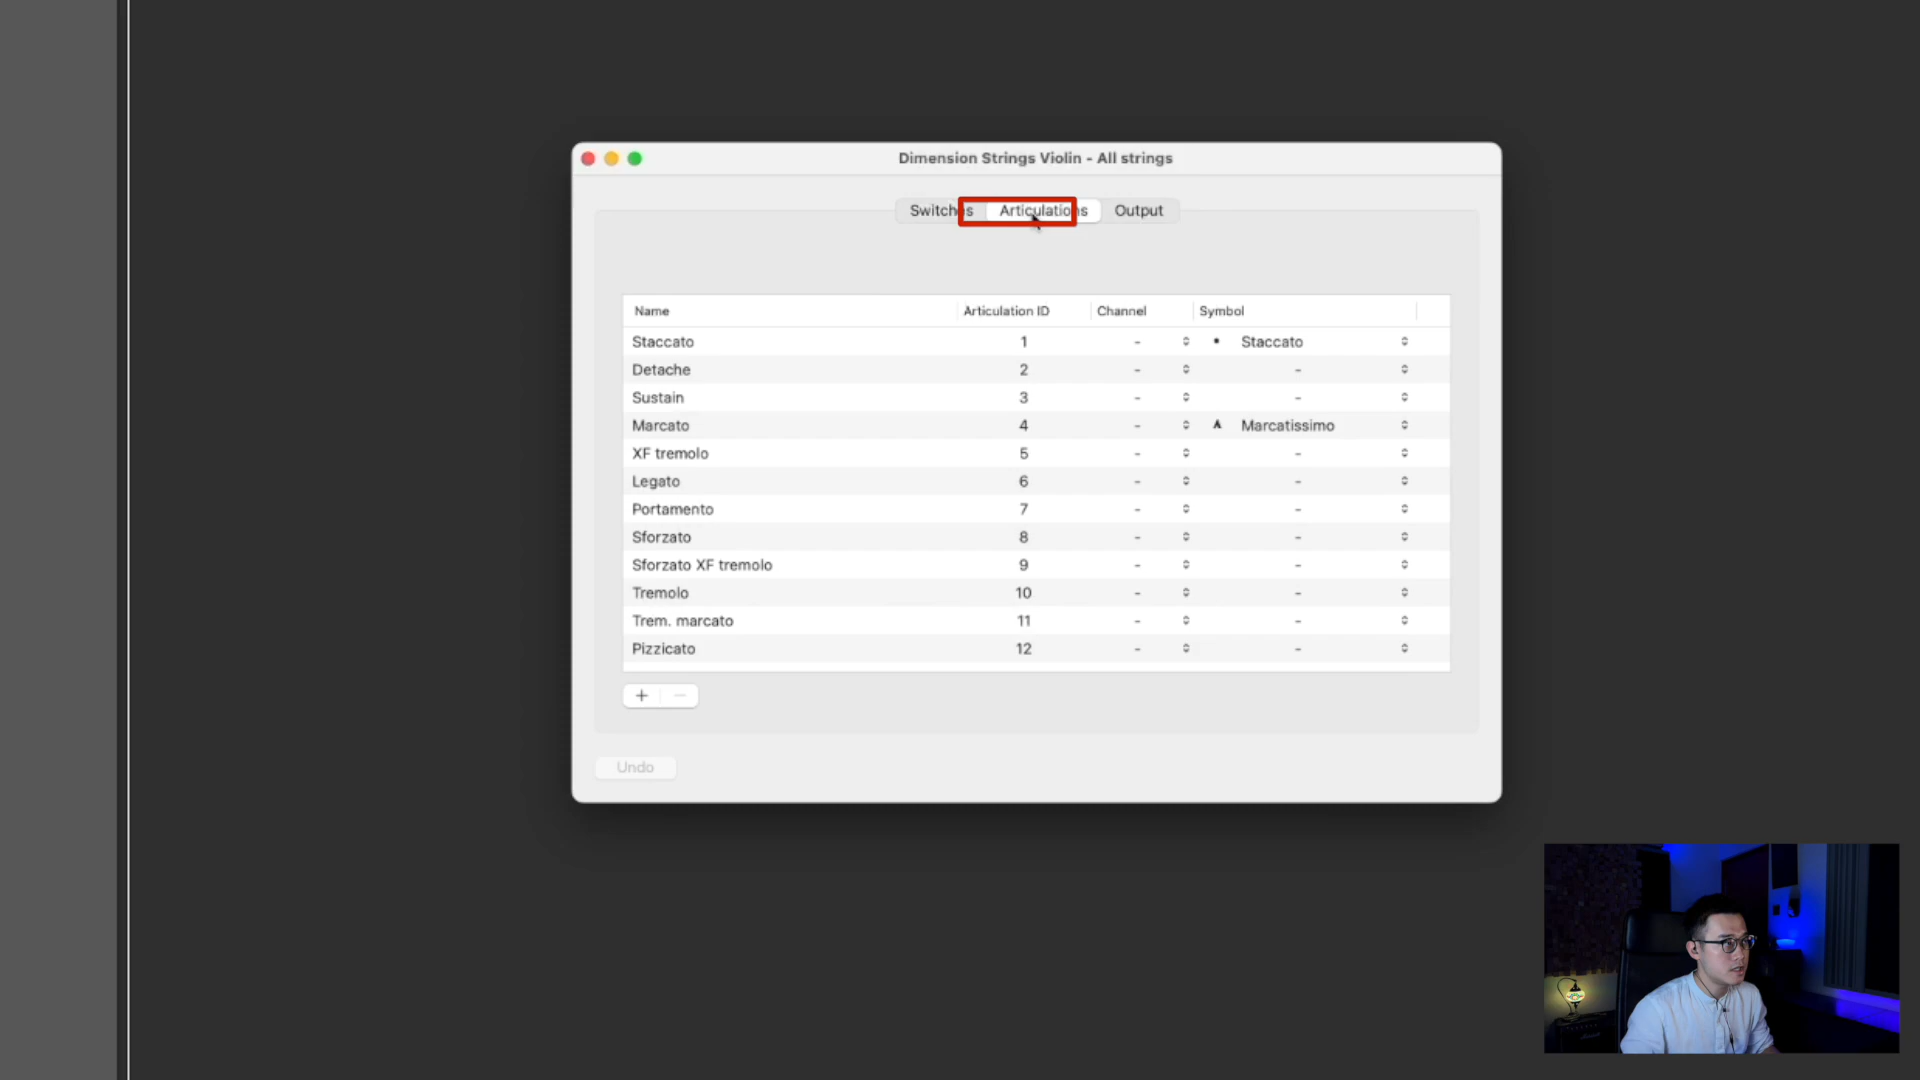 Dimension Strings Violin - All strings
Switches Articulations Output
Name Articulation ID Channel Symbol
Staccato 1 - Staccato
Detache 2 - -
Sustain 3 - -
Marcato 4 - Marcatissimo
XF tremolo 5 - -
Legato 6 - -
Portamento 7 - -
Sforzato 8 - -
Sforzato XF tremolo 9 - -
Tremolo 10 - -
Trem. marcato 11 - -
Pizzicato 12 - -
+ −
Undo